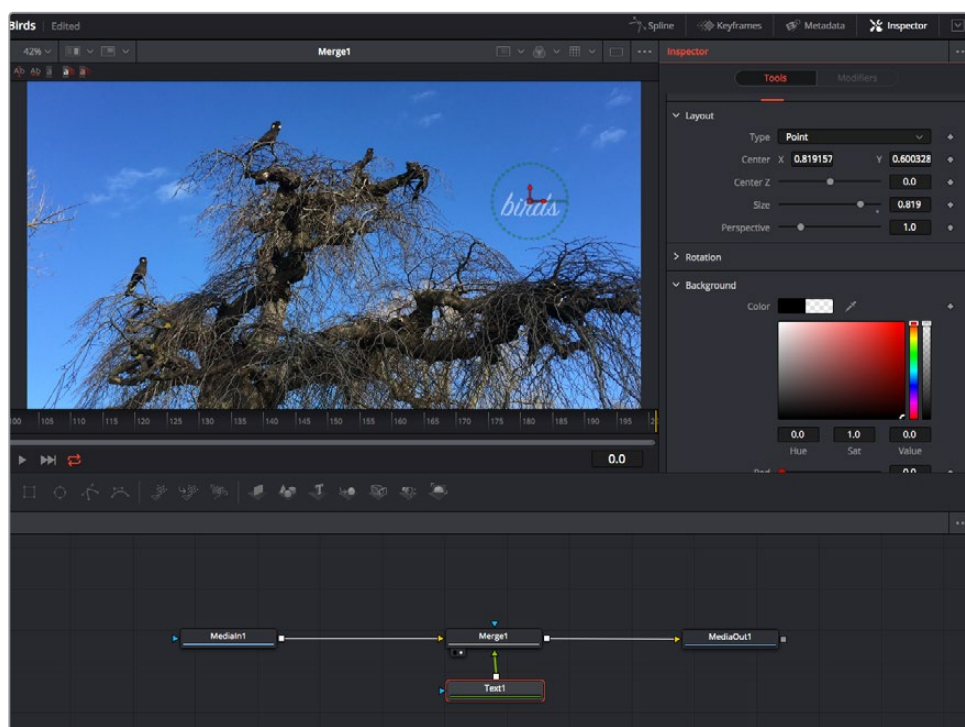 Birds Edited Spline Keyframes Metadata Inspector
42% Merge1 Inspector
Tools Modifiers
Layout
Type Point
Center X 0.819157 Y 0.600328
Center Z 0.0
Size 0.819
Perspective 1.0
Rotation
Background
Color
birds
105 110 115 120 125 130 135 140 145 150 155 160 165 170 175 180 185 190 195
0.0
0.0 1.0 0.0
Hue Sat Value
MediaIn1 Merge1 MediaOut1
Text1